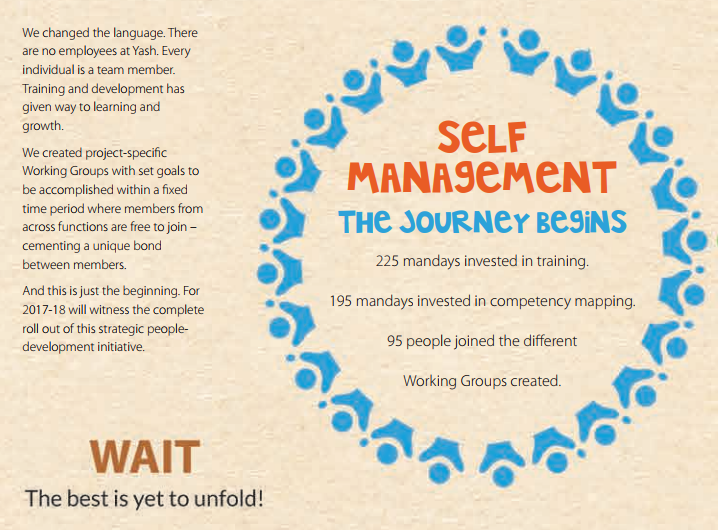 We changed the language. There
are no employees at Yash. Every
individual is a team member.
Training and development has
given way to learning and
growth.
We created project-specific
Working Groups with set goals to
be accomplished within a fixed
time period where members from
across functions are free to join –
cementing a unique bond
between members.
And this is just the beginning. For
2017-18 will witness the complete
roll out of this strategic people-
development initiative.
WAIT
The best is yet to unfold!
SELF
MANAGEMENT
THE JOURNEY BEGINS
225 mandays invested in training.
195 mandays invested in competency mapping.
95 people joined the different
Working Groups created.